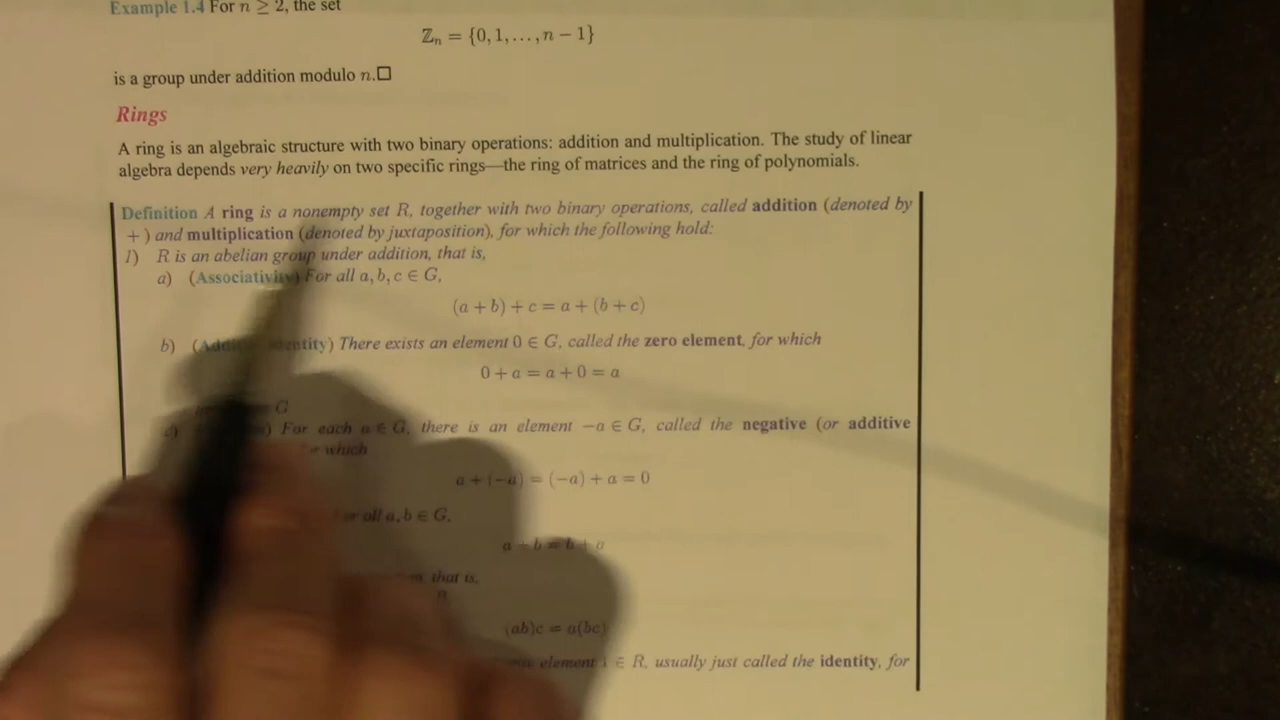 Example 1.4 For n ≥ 2, the set
ℤₙ = {0, 1, …, n − 1}
is a group under addition modulo n.□
Rings
A ring is an algebraic structure with two binary operations: addition and multiplication. The study of linear
algebra depends very heavily on two specific rings—the ring of matrices and the ring of polynomials.
Definition A ring is a nonempty set R, together with two binary operations, called addition (denoted by
+ ) and multiplication (denoted by juxtaposition), for which the following hold:
1) R is an abelian group under addition, that is,
a) (Associativity) For all a, b, c ∈ G,
(a + b) + c = a + (b + c)
b) There exists an element 0 ∈ G, called the zero element, for which
0 + a = a + 0 = a
G
c) For each a ∈ G, there is an element −a ∈ G, called the negative (or additive
which
a + (−a) = (−a) + a = 0
for all a, b ∈ G,
a + b = b + a
that is,
(ab)c = a(bc)
element 1 ∈ R, usually just called the identity, for